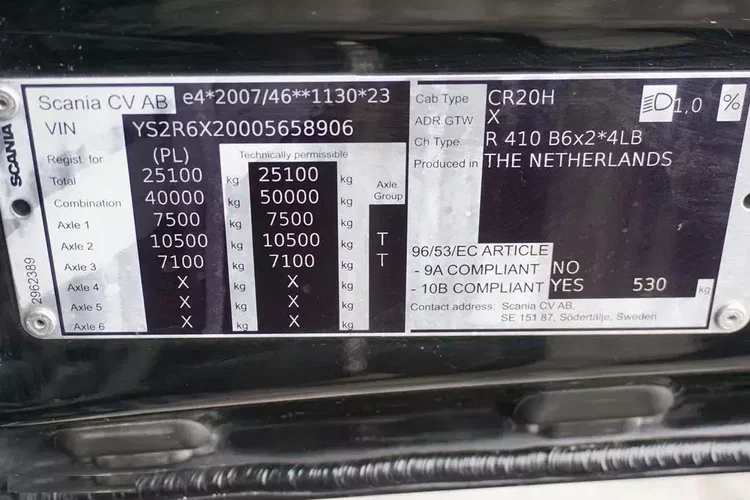 SCANIA
2962389
Scania CV AB e4*2007/46**1130*23
VIN YS2R6X20005658906
Regist. for (PL) Technically permissible
Total 25100 kg 25100 kg Axle Group
Combination 40000 kg 50000 kg
Axle 1 7500 kg 7500 kg
Axle 2 10500 kg 10500 kg T
Axle 3 7100 kg 7100 kg T
Axle 4 X kg X kg
Axle 5 X kg X kg
Axle 6 X kg X kg
Cab Type CR20H 1,0 %
ADR GTW X
Ch. Type R 410 B6x2*4LB
Produced in THE NETHERLANDS
96/53/EC ARTICLE
- 9A COMPLIANT NO
- 10B COMPLIANT YES 530 kg
Contact address: Scania CV AB,
SE 151 87, Södertälje, Sweden